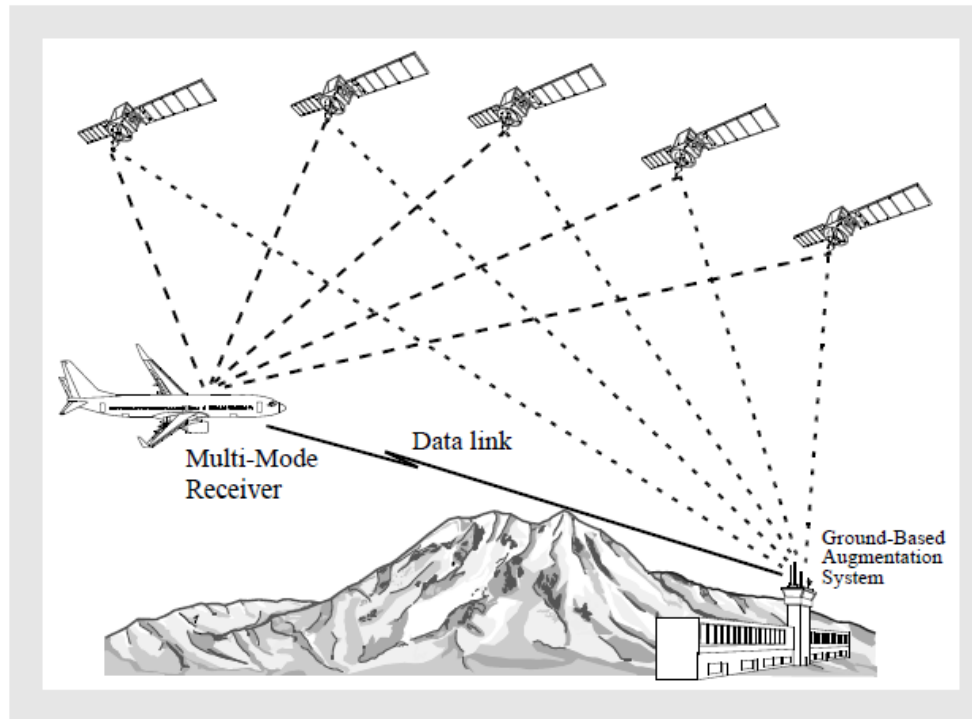 Data link
Multi-Mode
Receiver
Ground-Based
Augmentation
System